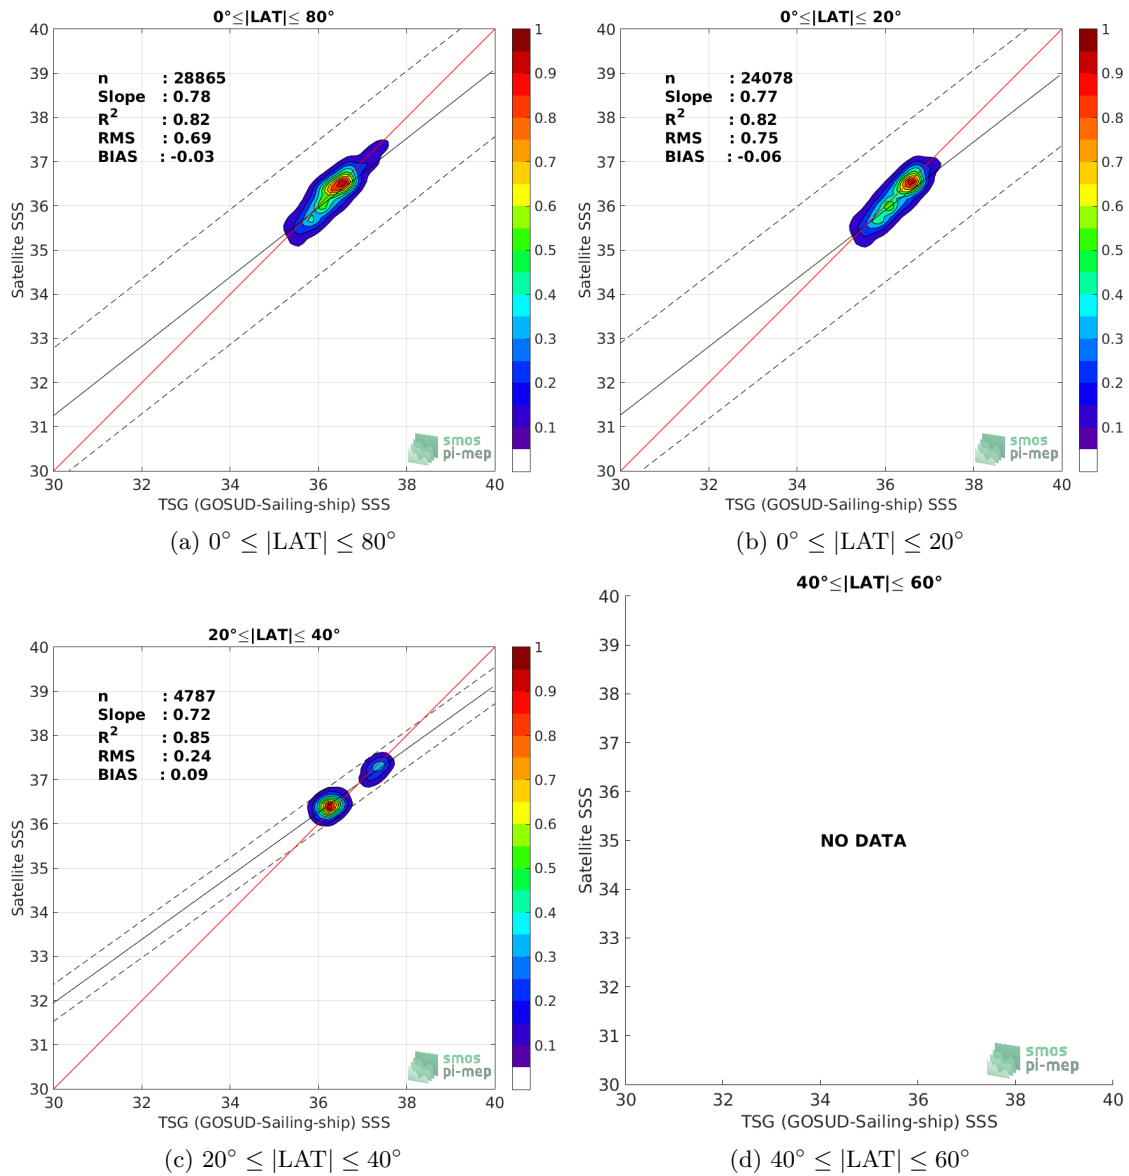 0°≤|LAT|≤ 80°
40
39
38
37
36
35
34
33
32
31
30
Satellite SSS
n : 28865
Slope : 0.78
R² : 0.82
RMS : 0.69
BIAS : -0.03
smos
pi-mep
30 32 34 36 38 40
TSG (GOSUD-Sailing-ship) SSS
1
0.9
0.8
0.7
0.6
0.5
0.4
0.3
0.2
0.1
(a) 0° ≤ |LAT| ≤ 80°
0°≤|LAT|≤ 20°
40
39
38
37
36
35
34
33
32
31
30
Satellite SSS
n : 24078
Slope : 0.77
R² : 0.82
RMS : 0.75
BIAS : -0.06
smos
pi-mep
30 32 34 36 38 40
TSG (GOSUD-Sailing-ship) SSS
1
0.9
0.8
0.7
0.6
0.5
0.4
0.3
0.2
0.1
(b) 0° ≤ |LAT| ≤ 20°
20°≤|LAT|≤ 40°
40
39
38
37
36
35
34
33
32
31
30
Satellite SSS
n : 4787
Slope : 0.72
R² : 0.85
RMS : 0.24
BIAS : 0.09
smos
pi-mep
30 32 34 36 38 40
TSG (GOSUD-Sailing-ship) SSS
1
0.9
0.8
0.7
0.6
0.5
0.4
0.3
0.2
0.1
(c) 20° ≤ |LAT| ≤ 40°
40°≤|LAT|≤ 60°
40
39
38
37
36
35
34
33
32
31
30
Satellite SSS
NO DATA
smos
pi-mep
30 32 34 36 38 40
TSG (GOSUD-Sailing-ship) SSS
(d) 40° ≤ |LAT| ≤ 60°